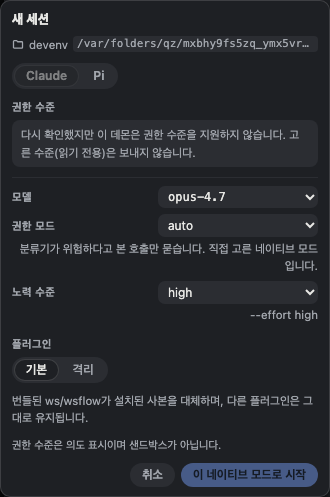 새 세션
devenv /var/folders/qz/mxbhy9fs5zq_ymx5vr…
Claude Pi
권한 수준
다시 확인했지만 이 데몬은 권한 수준을 지원하지 않습니다. 고
른 수준(읽기 전용)은 보내지 않습니다.
모델 opus-4.7
권한 모드 auto
분류기가 위험하다고 본 호출만 묻습니다. 직접 고른 네이티브 모드
입니다.
노력 수준 high
--effort high
플러그인
기본 격리
번들된 ws/wsflow가 설치된 사본을 대체하며, 다른 플러그인은 그
대로 유지됩니다.
권한 수준은 의도 표시이며 샌드박스가 아닙니다.
취소 이 네이티브 모드로 시작